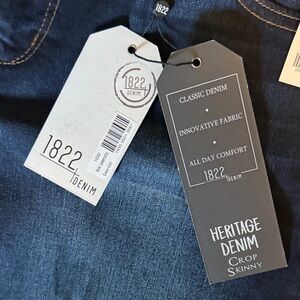 1822
1822
DENIM
1822
DENIM
CLASSIC DENIM
INNOVATIVE FABRIC
ALL DAY COMFORT
1822
DENIM
HERITAGE
DENIM
CROP
SKINNY